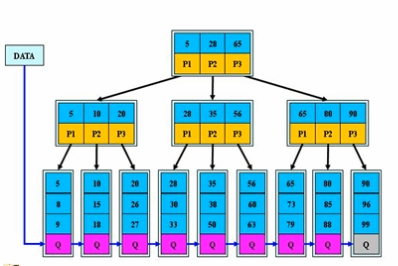 5 28 65
P1 P2 P3
DATA
5 10 20
P1 P2 P3
28 35 56
P1 P2 P3
65 80 90
P1 P2 P3
5
8
9
Q
10
15
18
Q
20
26
27
Q
28
30
33
Q
35
38
50
Q
56
60
63
Q
65
73
79
Q
80
85
88
Q
90
96
99
Q